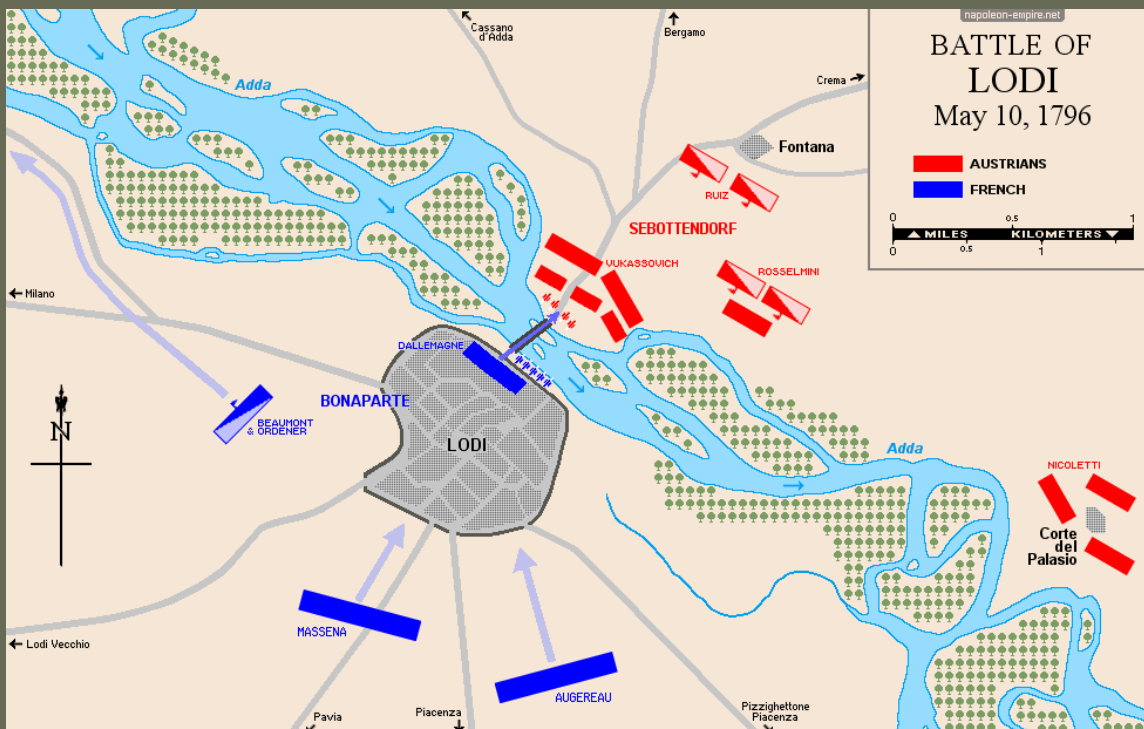 napoleon-empire.net
BATTLE OF
LODI
May 10, 1796
AUSTRIANS
FRENCH
0 0.5 1
MILES KILOMETERS
0 0.5 1
Cassano
d'Adda
Bergamo
Crema
Adda
Fontana
RUIZ
SEBOTTENDORF
VUKASSOVICH
ROSSELMINI
Milano
DALLEMAGNE
BONAPARTE
BEAUMONT
& ORDENER
LODI
N
Adda
NICOLETTI
Corte
del
Palasio
MASSENA
Lodi Vecchio
AUGEREAU
Pavia
Piacenza
Pizzighettone
Piacenza